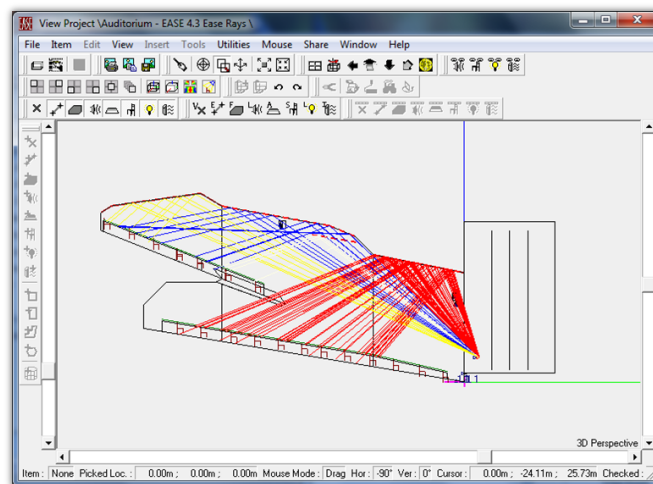 View Project \Auditorium - EASE 4.3 Ease Rays
File Item Edit View Insert Tools Utilities Mouse Share Window Help
3D Perspective
Item : None Picked Loc. : 0.00m ; 0.00m ; 0.00m Mouse Mode : Drag Hor : -90° Ver : 0° Cursor : 0.00m ; -24.11m ; 25.73m Checked :